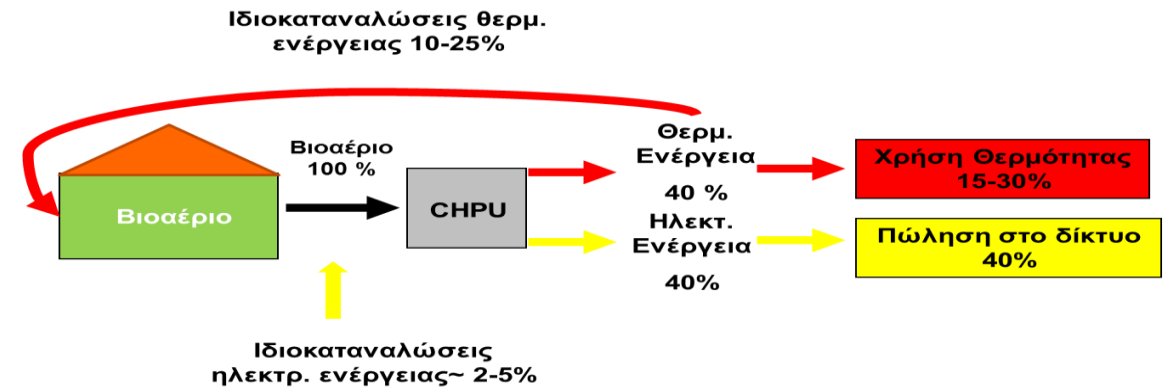 Ιδιοκαταναλώσεις θερμ.
ενέργειας 10-25%
Βιοαέριο
Βιοαέριο
100 %
CHPU
Θερμ.
Ενέργεια
40 %
Χρήση Θερμότητας
15-30%
Ηλεκτ.
Ενέργεια
40%
Πώληση στο δίκτυο
40%
Ιδιοκαταναλώσεις
ηλεκτρ. ενέργειας~ 2-5%